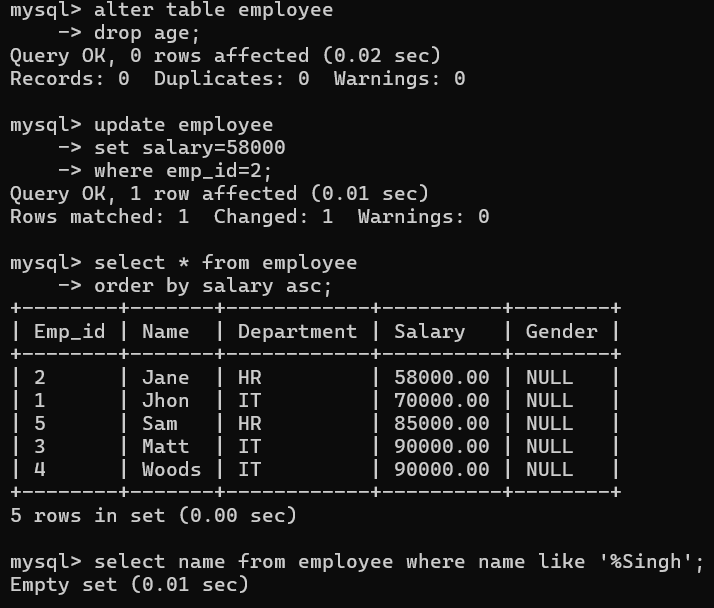 mysql> alter table employee
    -> drop age;
Query OK, 0 rows affected (0.02 sec)
Records: 0  Duplicates: 0  Warnings: 0

mysql> update employee
    -> set salary=58000
    -> where emp_id=2;
Query OK, 1 row affected (0.01 sec)
Rows matched: 1  Changed: 1  Warnings: 0

mysql> select * from employee
    -> order by salary asc;
+--------+-------+------------+----------+--------+
| Emp_id | Name  | Department | Salary   | Gender |
+--------+-------+------------+----------+--------+
| 2      | Jane  | HR         | 58000.00 | NULL   |
| 1      | Jhon  | IT         | 70000.00 | NULL   |
| 5      | Sam   | HR         | 85000.00 | NULL   |
| 3      | Matt  | IT         | 90000.00 | NULL   |
| 4      | Woods | IT         | 90000.00 | NULL   |
+--------+-------+------------+----------+--------+
5 rows in set (0.00 sec)

mysql> select name from employee where name like '%Singh';
Empty set (0.01 sec)